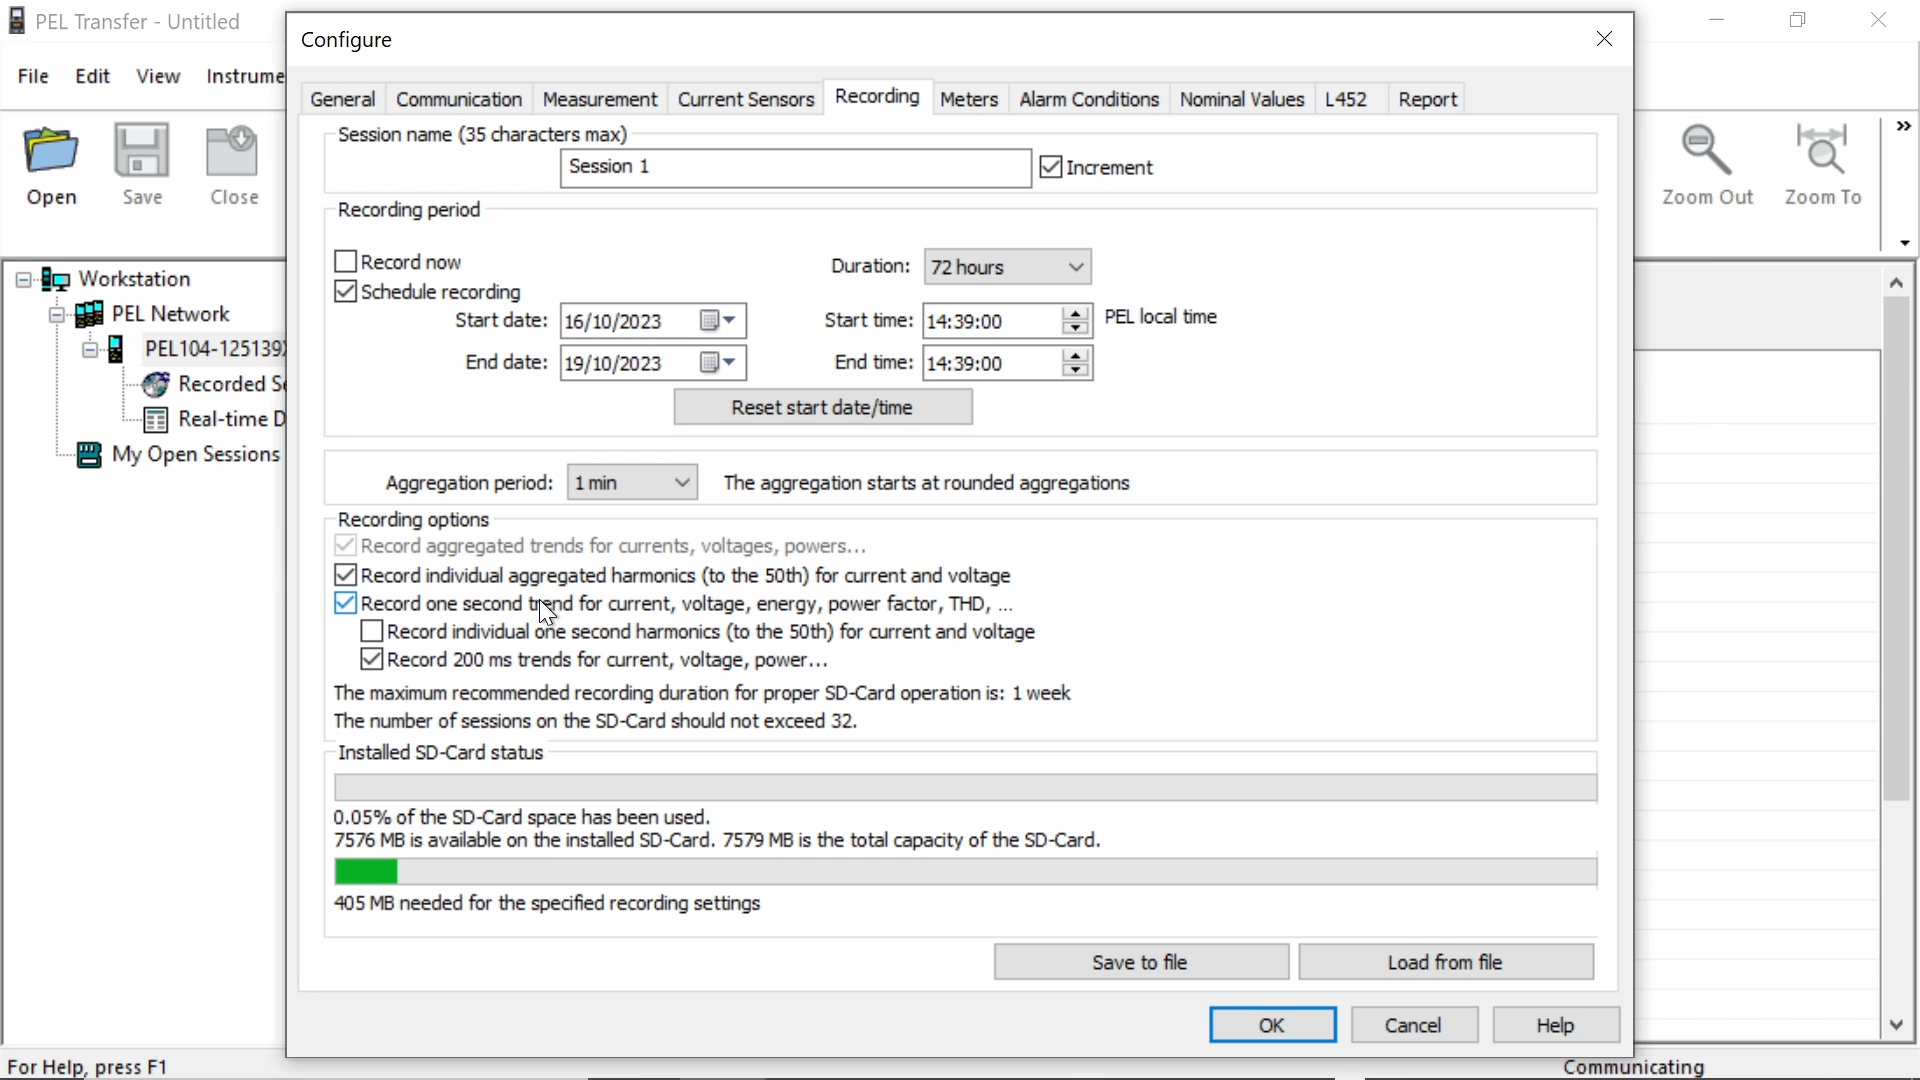 PEL Transfer - Untitled
Configure
File Edit View Instrume
General Communication Measurement Current Sensors Recording Meters Alarm Conditions Nominal Values L452 Report
Open Save Close
Zoom Out Zoom To
Session name (35 characters max)
Session 1 Increment
Recording period
Record now
Duration: 72 hours
Schedule recording
Start date: 16/10/2023 Start time: 14:39:00 PEL local time
End date: 19/10/2023 End time: 14:39:00
Reset start date/time
Workstation
PEL Network
PEL104-125139
Recorded Se
Real-time D
My Open Sessions
Aggregation period: 1 min The aggregation starts at rounded aggregations
Recording options
Record aggregated trends for currents, voltages, powers...
Record individual aggregated harmonics (to the 50th) for current and voltage
Record one second trend for current, voltage, energy, power factor, THD, ...
Record individual one second harmonics (to the 50th) for current and voltage
Record 200 ms trends for current, voltage, power...
The maximum recommended recording duration for proper SD-Card operation is: 1 week
The number of sessions on the SD-Card should not exceed 32.
Installed SD-Card status
0.05% of the SD-Card space has been used.
7576 MB is available on the installed SD-Card. 7579 MB is the total capacity of the SD-Card.
405 MB needed for the specified recording settings
Save to file Load from file
OK Cancel Help
For Help, press F1
Communicating